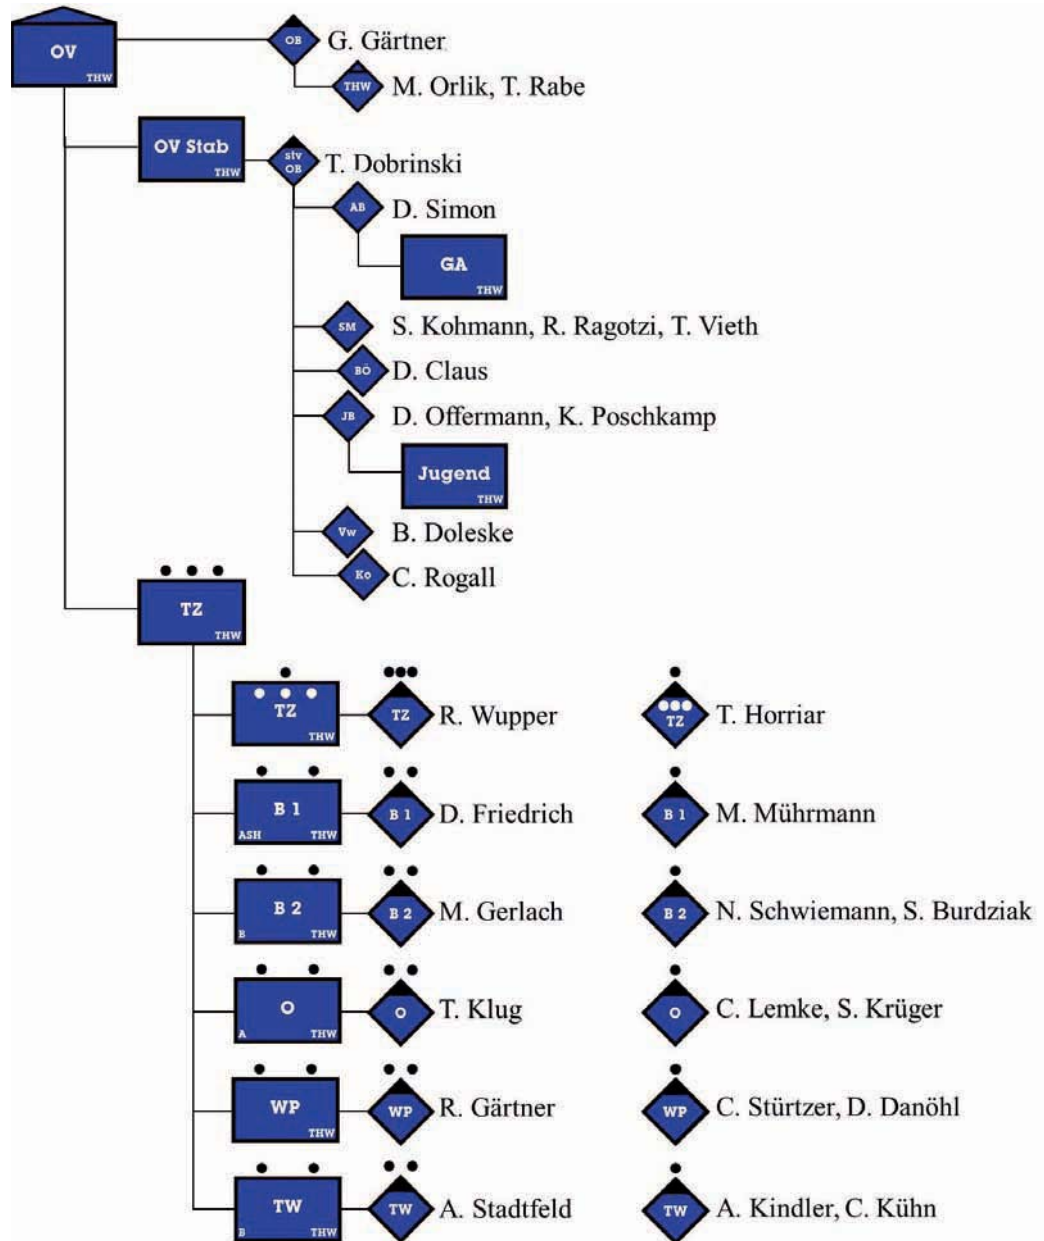 OV
THW
OB
G. Gärtner
THW
M. Orlik, T. Rabe
OV Stab
THW
stv
OB
T. Dobrinski
AB
D. Simon
GA
THW
SM
S. Kohmann, R. Ragotzi, T. Vieth
BÖ
D. Claus
JB
D. Offermann, K. Poschkamp
Jugend
THW
Vw
B. Doleske
Ko
C. Rogall
TZ
THW
TZ
THW
TZ
R. Wupper
TZ
T. Horriar
B 1
ASH THW
B 1
D. Friedrich
B 1
M. Mührmann
B 2
B THW
B 2
M. Gerlach
B 2
N. Schwiemann, S. Burdziak
O
A THW
O
T. Klug
O
C. Lemke, S. Krüger
WP
THW
WP
R. Gärtner
WP
C. Stürtzer, D. Danöhl
TW
B THW
TW
A. Stadtfeld
TW
A. Kindler, C. Kühn